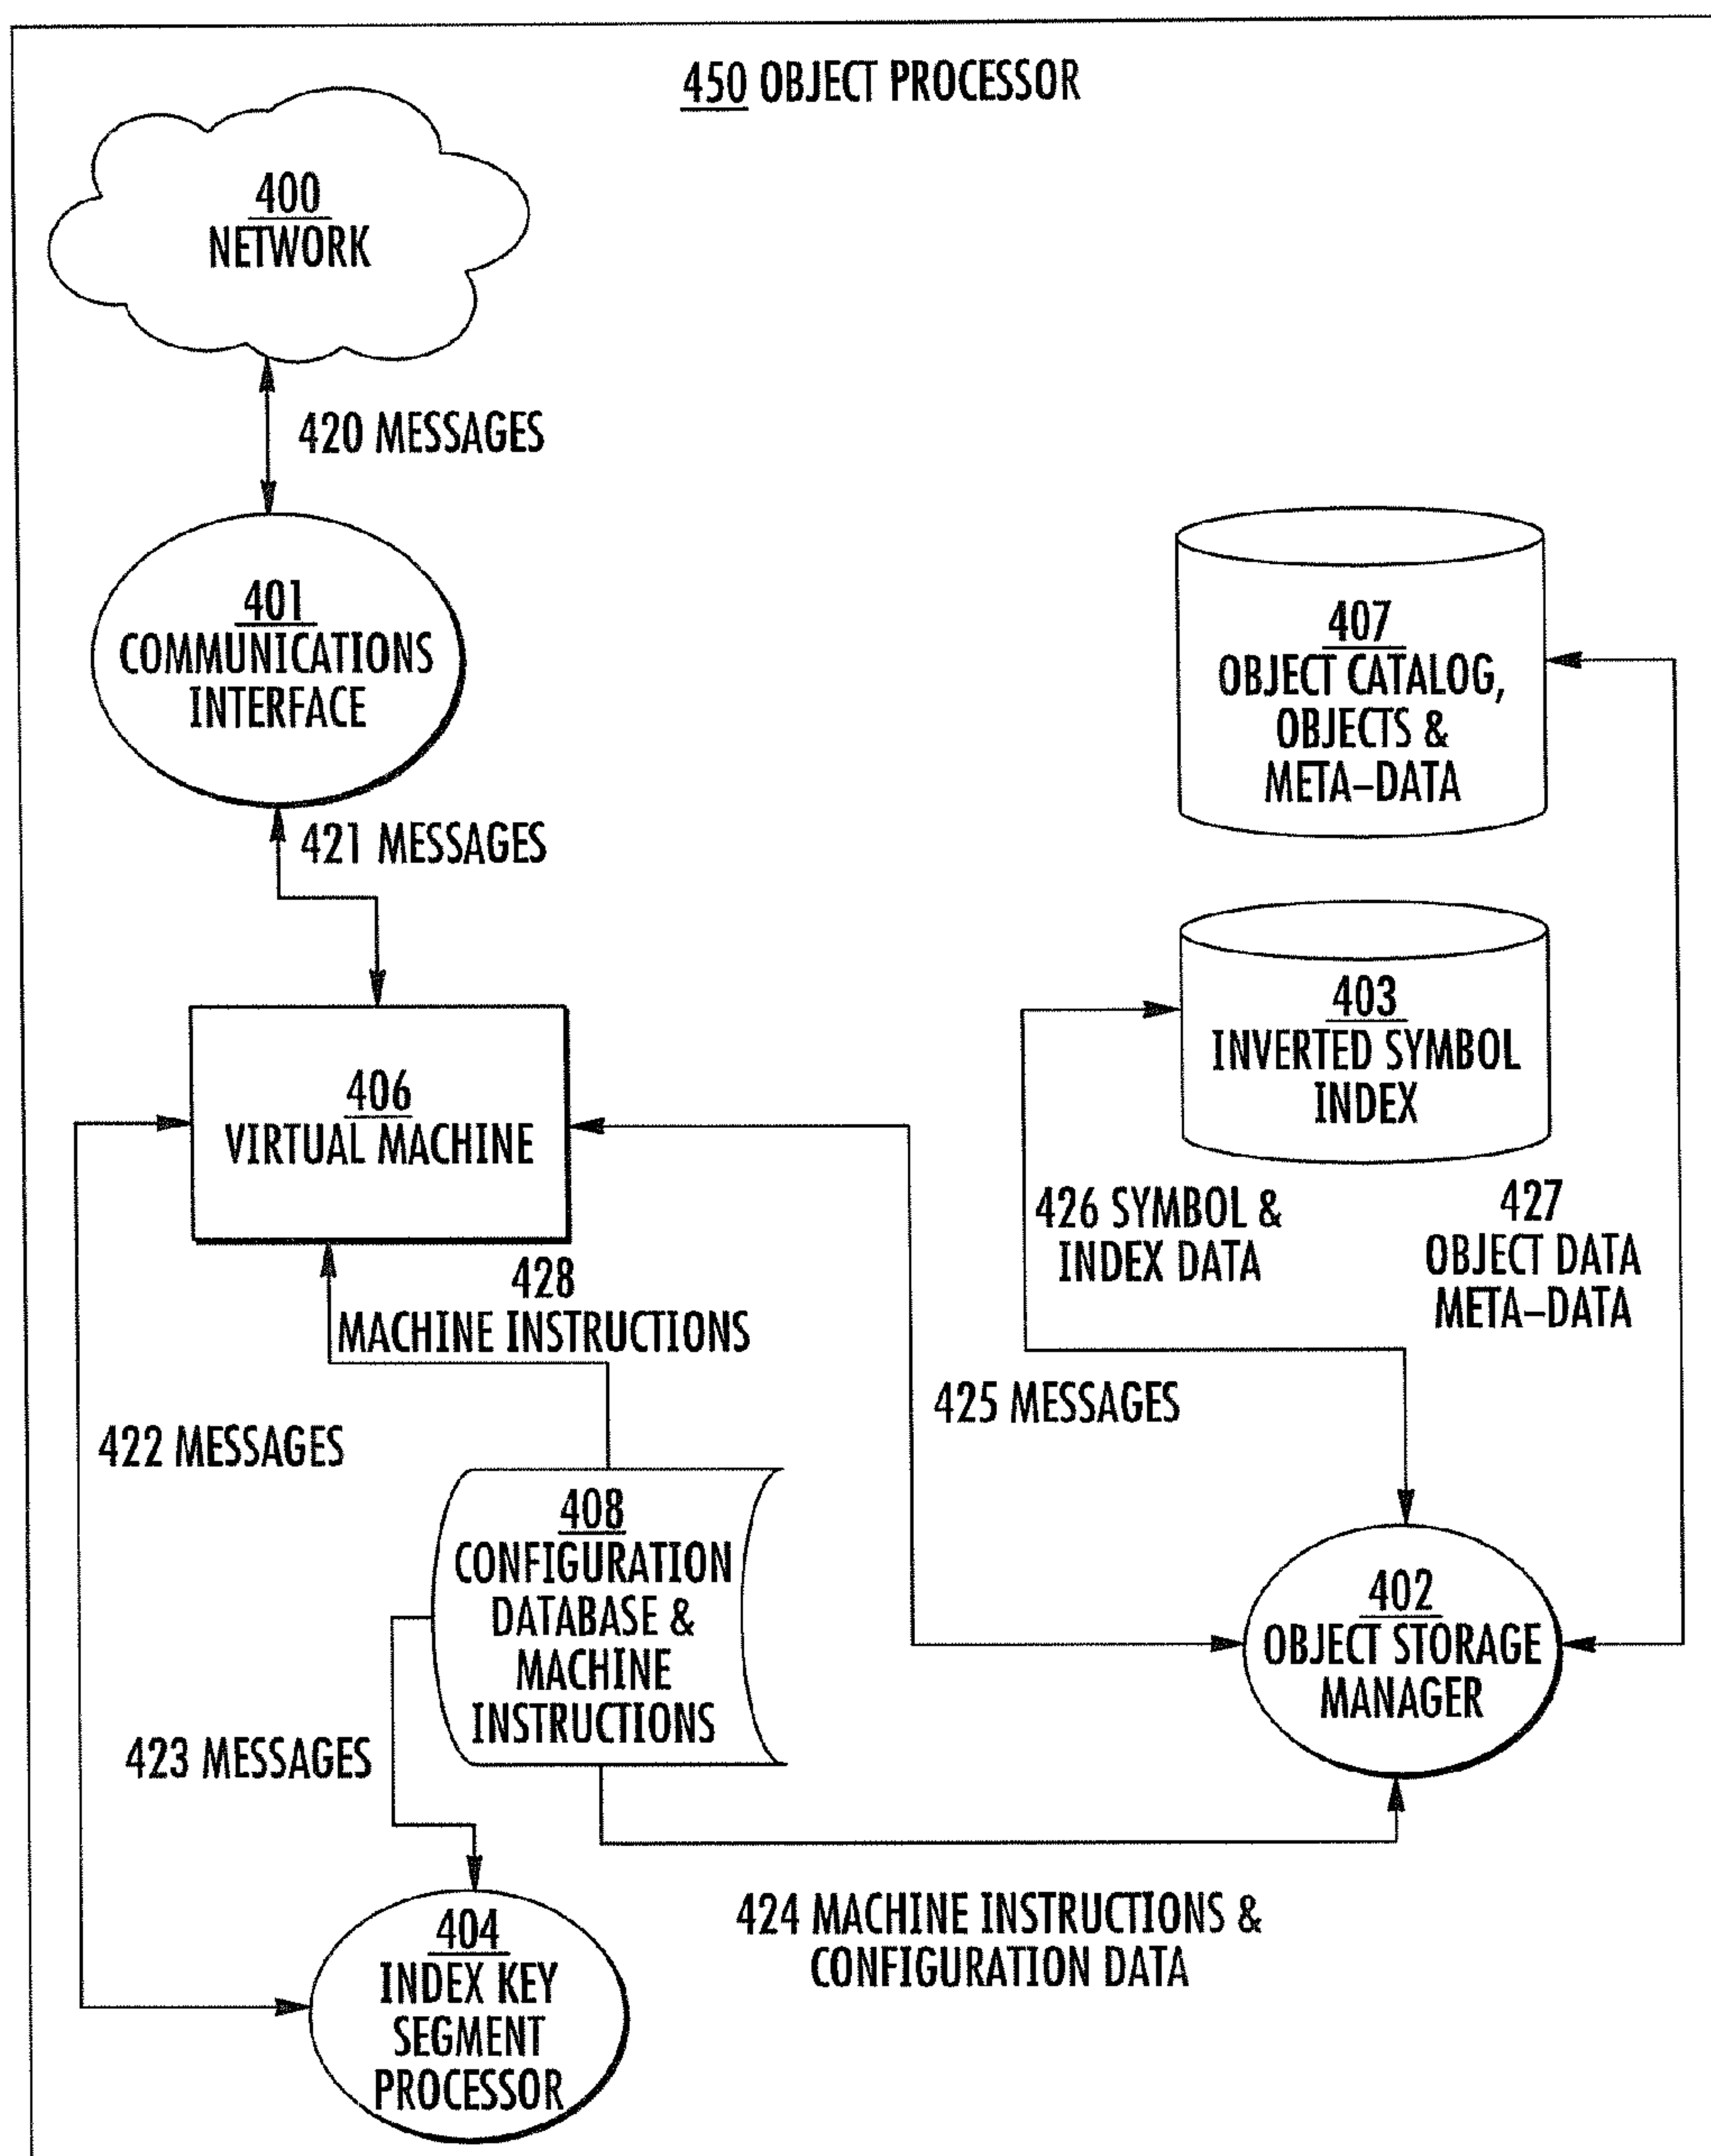 450 OBJECT PROCESSOR
400
NETWORK
420 MESSAGES
401
COMMUNICATIONS
INTERFACE
421 MESSAGES
407
OBJECT CATALOG,
OBJECTS &
META–DATA
403
INVERTED SYMBOL
INDEX
406
VIRTUAL MACHINE
426 SYMBOL &
INDEX DATA
427
OBJECT DATA
META–DATA
428
MACHINE INSTRUCTIONS
425 MESSAGES
422 MESSAGES
408
CONFIGURATION
DATABASE &
MACHINE
INSTRUCTIONS
402
OBJECT STORAGE
MANAGER
423 MESSAGES
424 MACHINE INSTRUCTIONS &
CONFIGURATION DATA
404
INDEX KEY
SEGMENT
PROCESSOR